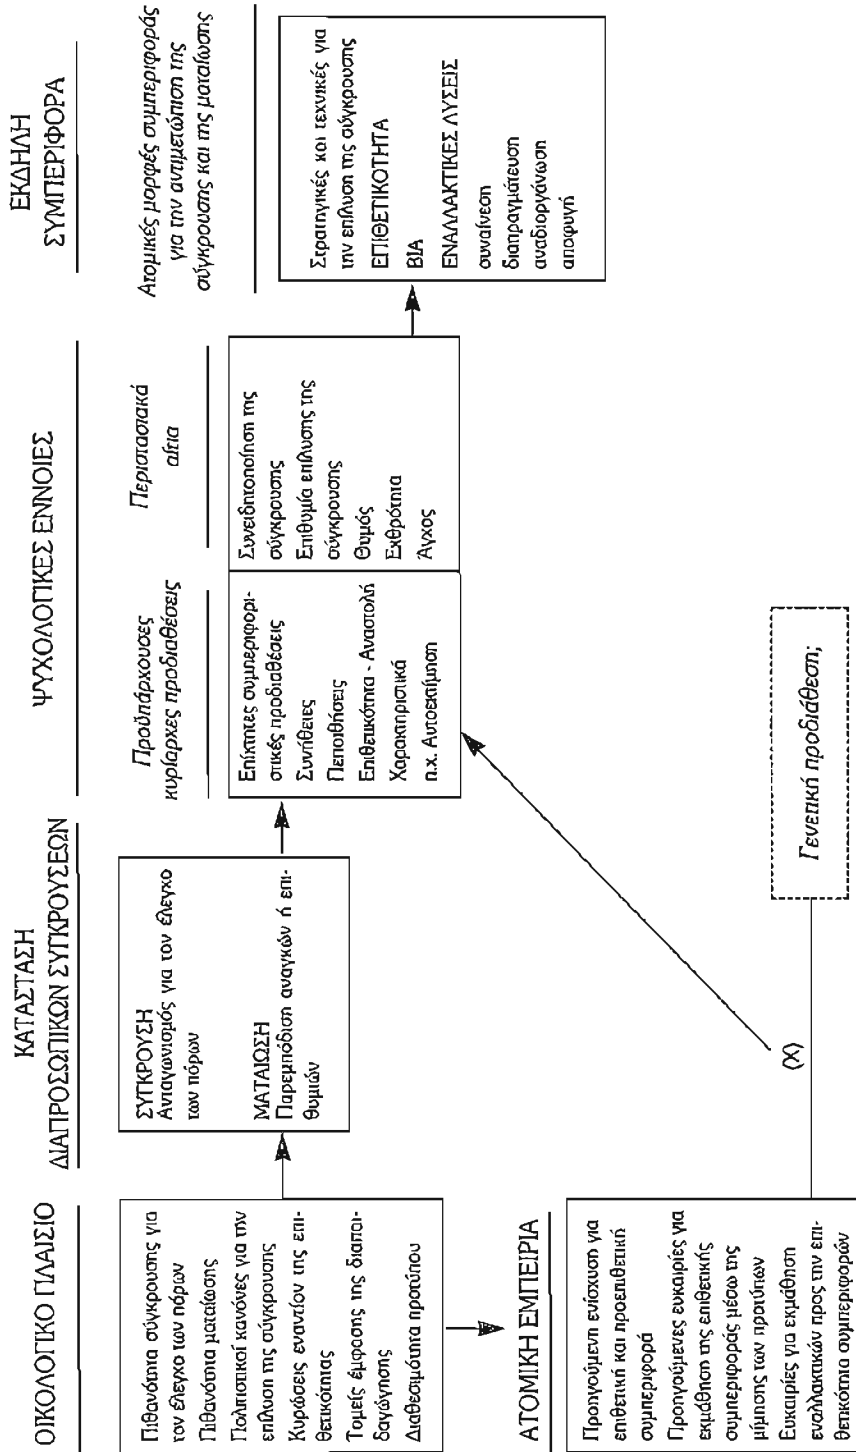 ΟΙΚΟΛΟΓΙΚΟ ΠΛΑΙΣΙΟ
Πιθανότητα σύγκρουσης για
τον έλεγχο των πόρων
Πιθανότητα ματαίωσης
Πολιτιστικοί κανόνες για την
επίλυση της σύγκρουσης
Κυρώσεις εναντίον της επι-
θετικότητας
Τομείς έμφασης της διαπαι-
δαγώγησης
Διαθεσιμότητα προτύπου
ΑΤΟΜΙΚΗ ΕΜΠΕΙΡΙΑ
Προηγούμενη ενίσχυση για
επιθετική και προεπιθετική
συμπεριφορά
Προηγούμενες ευκαιρίες για
εκμάθηση της επιθετικής
συμπεριφοράς μέσω της
μίμησης των προτύπων
Ευκαιρίες για εκμάθηση
εναλλακτικών προς την επι-
θετικότητα συμπεριφορών
ΚΑΤΑΣΤΑΣΗ
ΔΙΑΠΡΟΣΩΠΙΚΩΝ ΣΥΓΚΡΟΥΣΕΩΝ
ΣΥΓΚΡΟΥΣΗ
Ανταγωνισμός για τον έλεγχο
των πόρων
ΜΑΤΑΙΩΣΗ
Παρεμπόδιση αναγκών ή επι-
θυμιών
(Χ)
Γενετική προδιάθεση;
ΨΥΧΟΛΟΓΙΚΕΣ ΕΝΝΟΙΕΣ
Προϋπάρχουσες
κυρίαρχες προδιαθέσεις
Επίκτητες συμπεριφορι-
στικές προδιαθέσεις
Συνήθειες
Πεποιθήσεις
Επιθετικότητα - Αναστολή
Χαρακτηριστικά
π.χ. Αυτοεκτίμηση
Περιστασιακά
αίτια
Συνειδητοποίηση της
σύγκρουσης
Επιθυμία επίλυσης της
σύγκρουσης
Θυμός
Εχθρότητα
Άγχος
ΕΚΔΗΛΗ
ΣΥΜΠΕΡΙΦΟΡΑ
Ατομικές μορφές συμπεριφοράς
για την αντιμετώπιση της
σύγκρουσης και της ματαίωσης
Στρατηγικές και τεχνικές για
την επίλυση της σύγκρουσης
ΕΠΙΘΕΤΙΚΟΤΗΤΑ
ΒΙΑ
ΕΝΑΛΛΑΚΤΙΚΕΣ ΛΥΣΕΙΣ
συναίνεση
διαπραγμάτευση
αναδιοργάνωση
αποφυγή